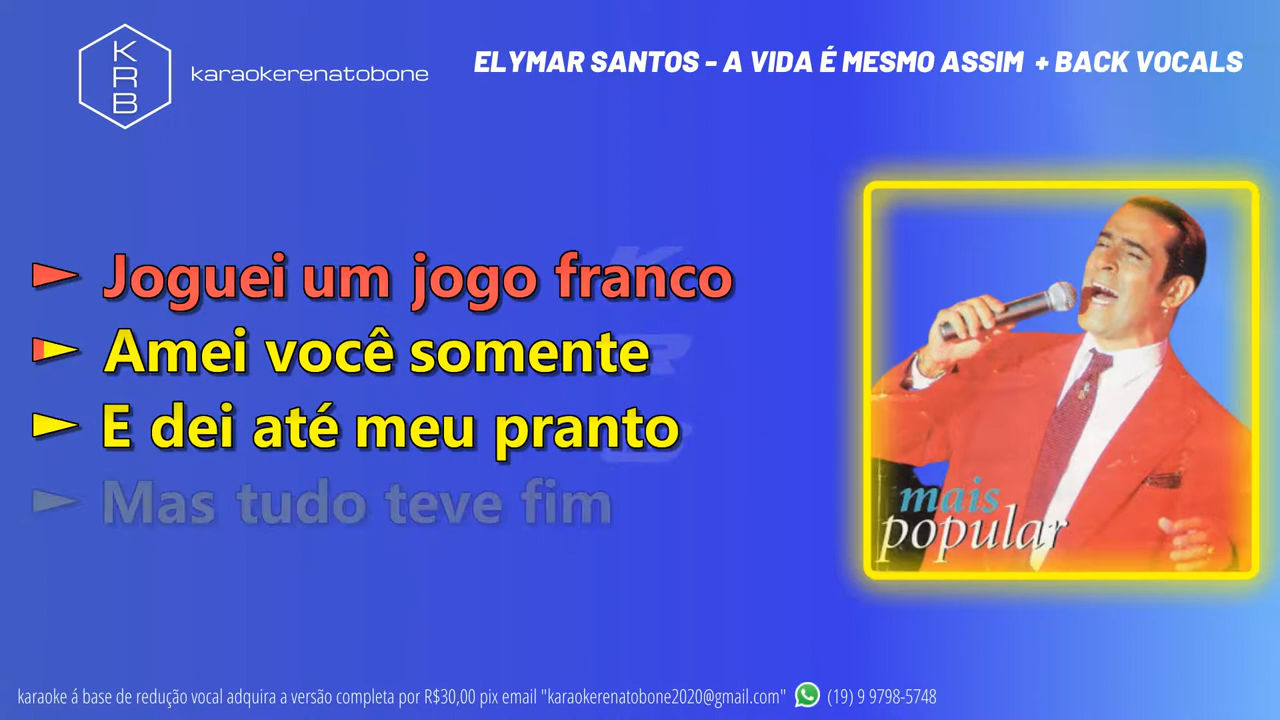 K
R
B
karaokerenatobone
ELYMAR SANTOS - A VIDA É MESMO ASSIM + BACK VOCALS
Joguei um jogo franco
Amei você somente
E dei até meu pranto
Mas tudo teve fim
mais
popular
karaoke á base de redução vocal adquira a versão completa por R$30,00 pix email "karaokerenatobone2020@gmail.com" (19) 9 9798-5748